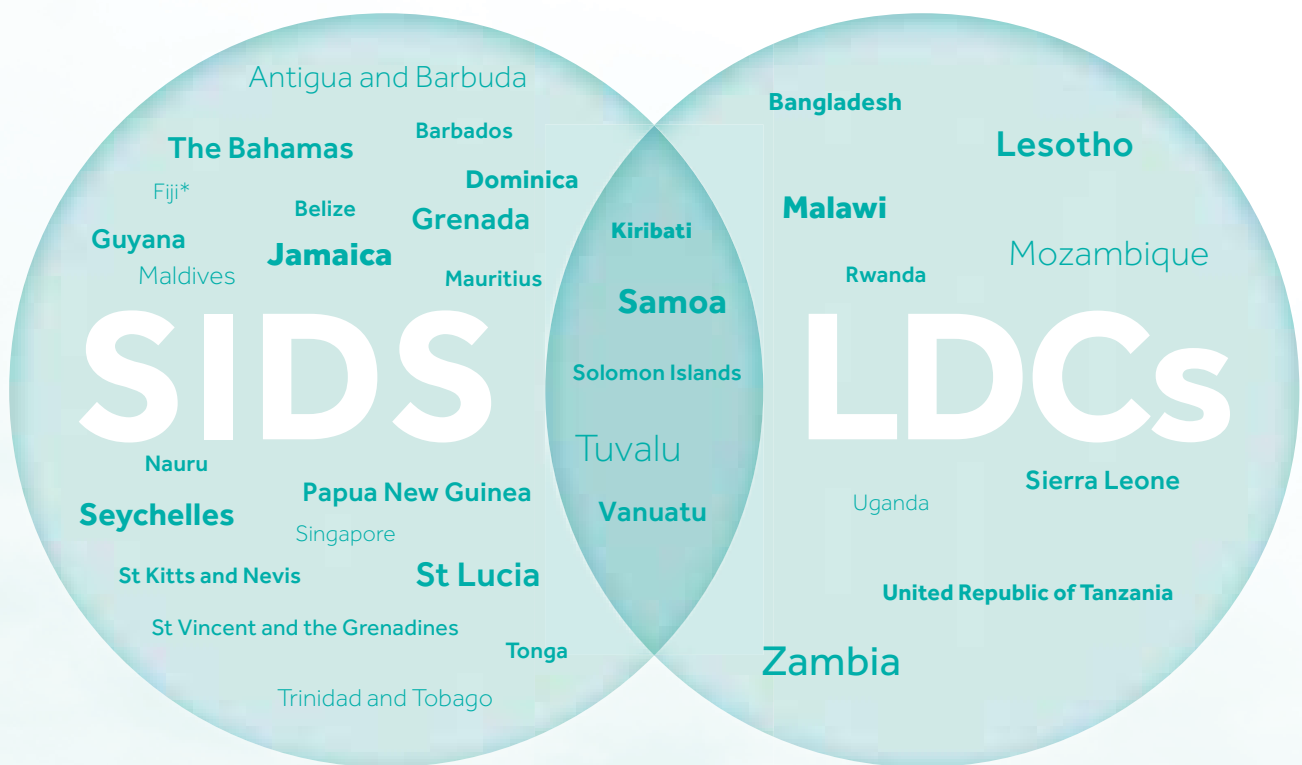 Antigua and Barbuda
Barbados
The Bahamas
Dominica
Fiji*
Belize
Grenada
Guyana
Jamaica
Maldives
Mauritius
SIDS
Nauru
Papua New Guinea
Seychelles
Singapore
St Kitts and Nevis
St Lucia
St Vincent and the Grenadines
Tonga
Trinidad and Tobago
Kiribati
Samoa
Solomon Islands
Tuvalu
Vanuatu
Bangladesh
Lesotho
Malawi
Mozambique
Rwanda
LDCs
Sierra Leone
Uganda
United Republic of Tanzania
Zambia